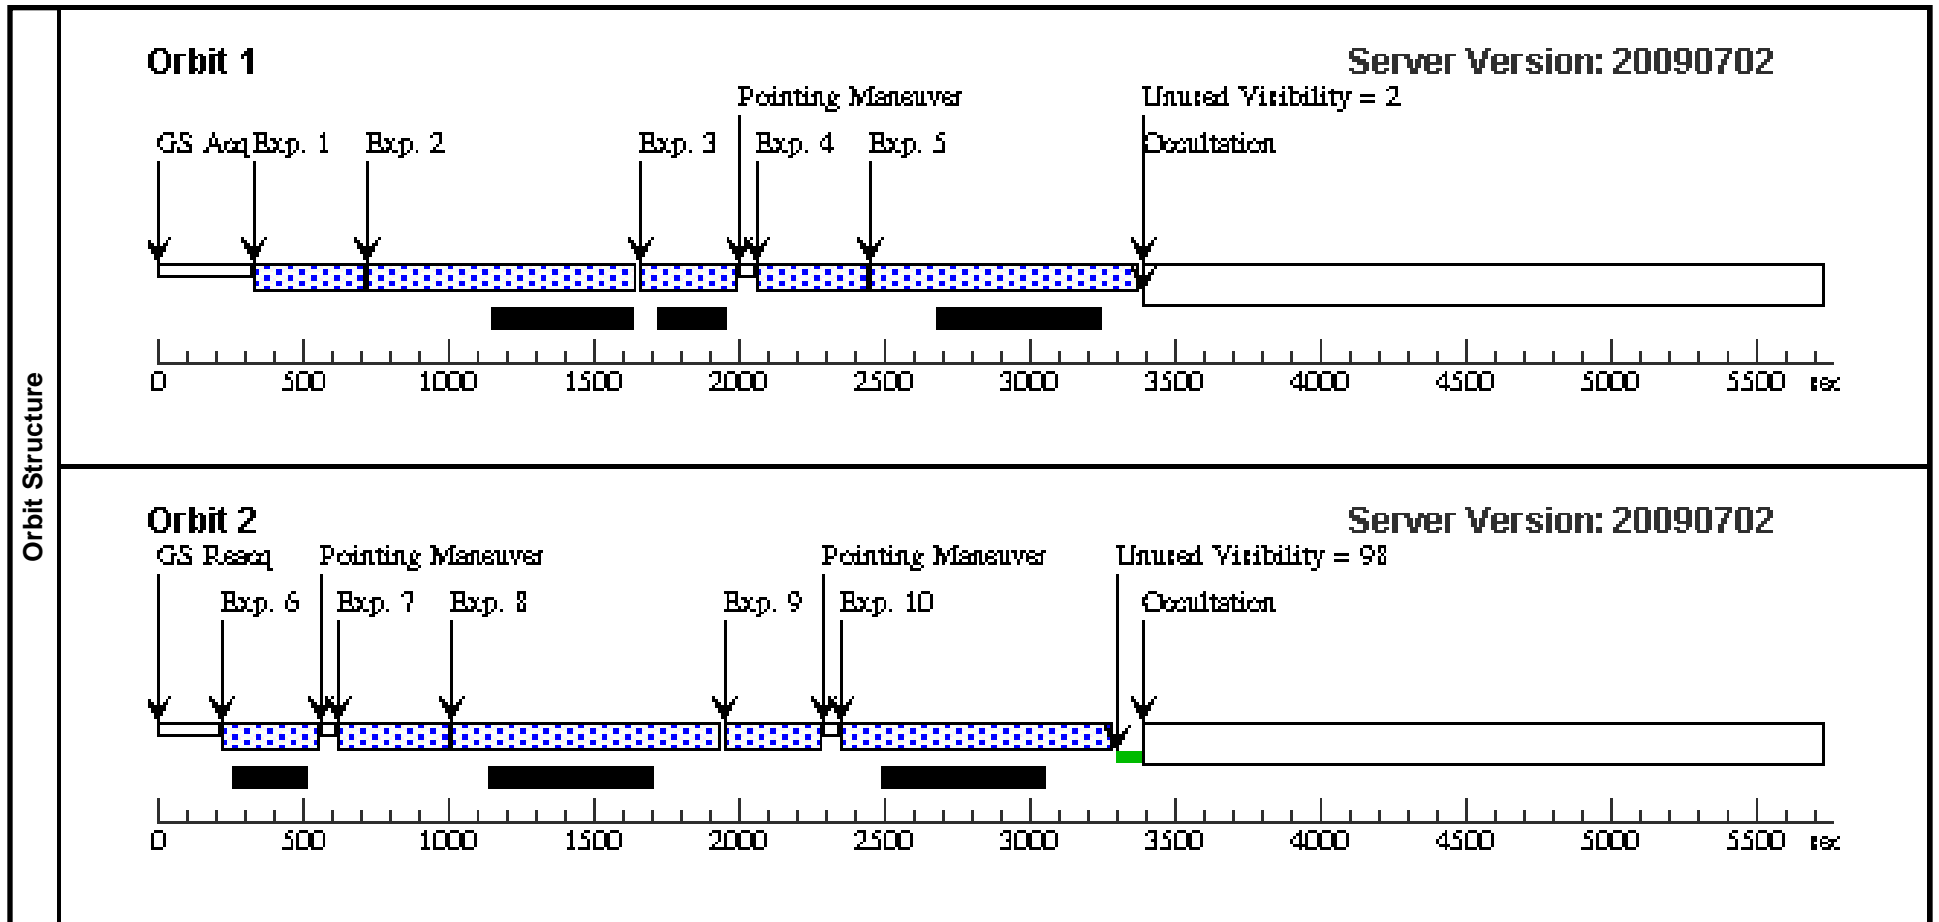 Orbit Structure
Orbit 1
Server Version: 20090702
Pointing Maneuver
Unused Visibility = 2
GS Acq
Exp. 1
Exp. 2
Exp. 3
Exp. 4
Exp. 5
Occultation
0 500 1000 1500 2000 2500 3000 3500 4000 4500 5000 5500 sec
Orbit 2
Server Version: 20090702
GS Reacq
Pointing Maneuver
Pointing Maneuver
Unused Visibility = 98
Exp. 6
Exp. 7
Exp. 8
Exp. 9
Exp. 10
Occultation
0 500 1000 1500 2000 2500 3000 3500 4000 4500 5000 5500 sec